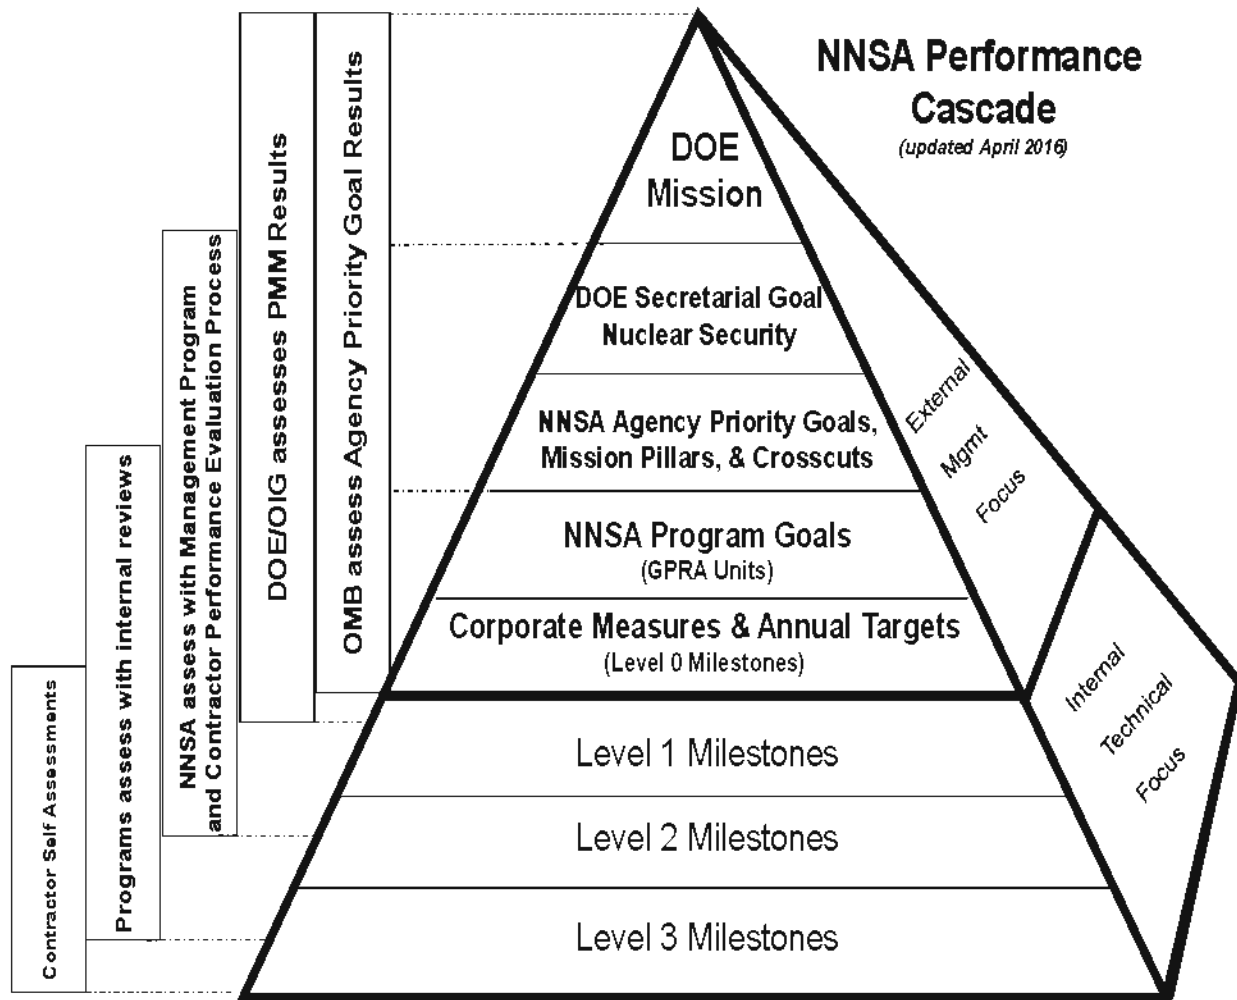 NNSA Performance
Cascade
(updated April 2016)
DOE
Mission
DOE Secretarial Goal
Nuclear Security
NNSA Agency Priority Goals,
Mission Pillars, & Crosscuts
NNSA Program Goals
(GPRA Units)
Corporate Measures & Annual Targets
(Level 0 Milestones)
Level 1 Milestones
Level 2 Milestones
Level 3 Milestones
External
Mgmt
Focus
Internal
Technical
Focus
Contractor Self Assessments
Programs assess with internal reviews
NNSA assess with Management Program
and Contractor Performance Evaluation Process
DOE/OIG assesses PMM Results
OMB assess Agency Priority Goal Results